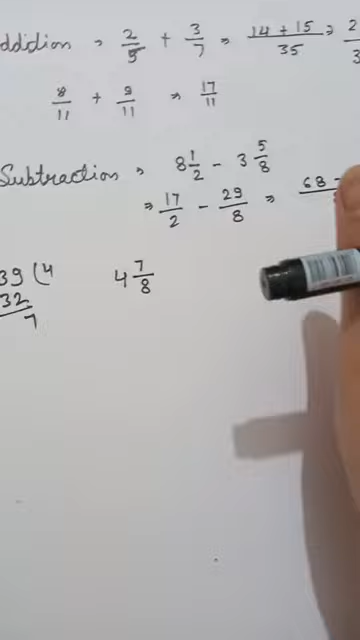 ddition → 2/5 + 3/7 ⇒ 14 + 15/35 ⇒ 2
8/11 + 9/11 ⇒ 17/11
Subtraction → 8 1/2 - 3 5/8
⇒ 17/2 - 29/8 ⇒ 68 -
39 (4
32
7
4 7/8